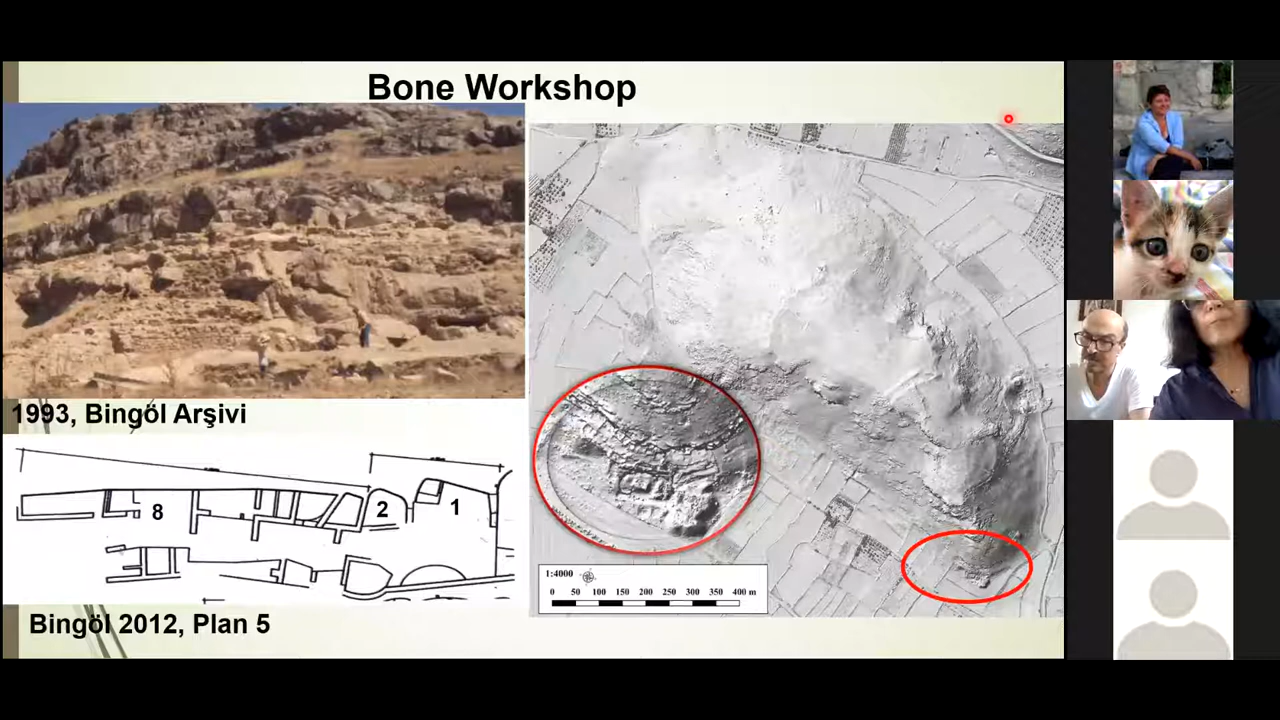 Bone Workshop
1993, Bingöl Arşivi
8
2
1
Bingöl 2012, Plan 5
1:4000
0 50 100 150 200 250 300 350 400 m